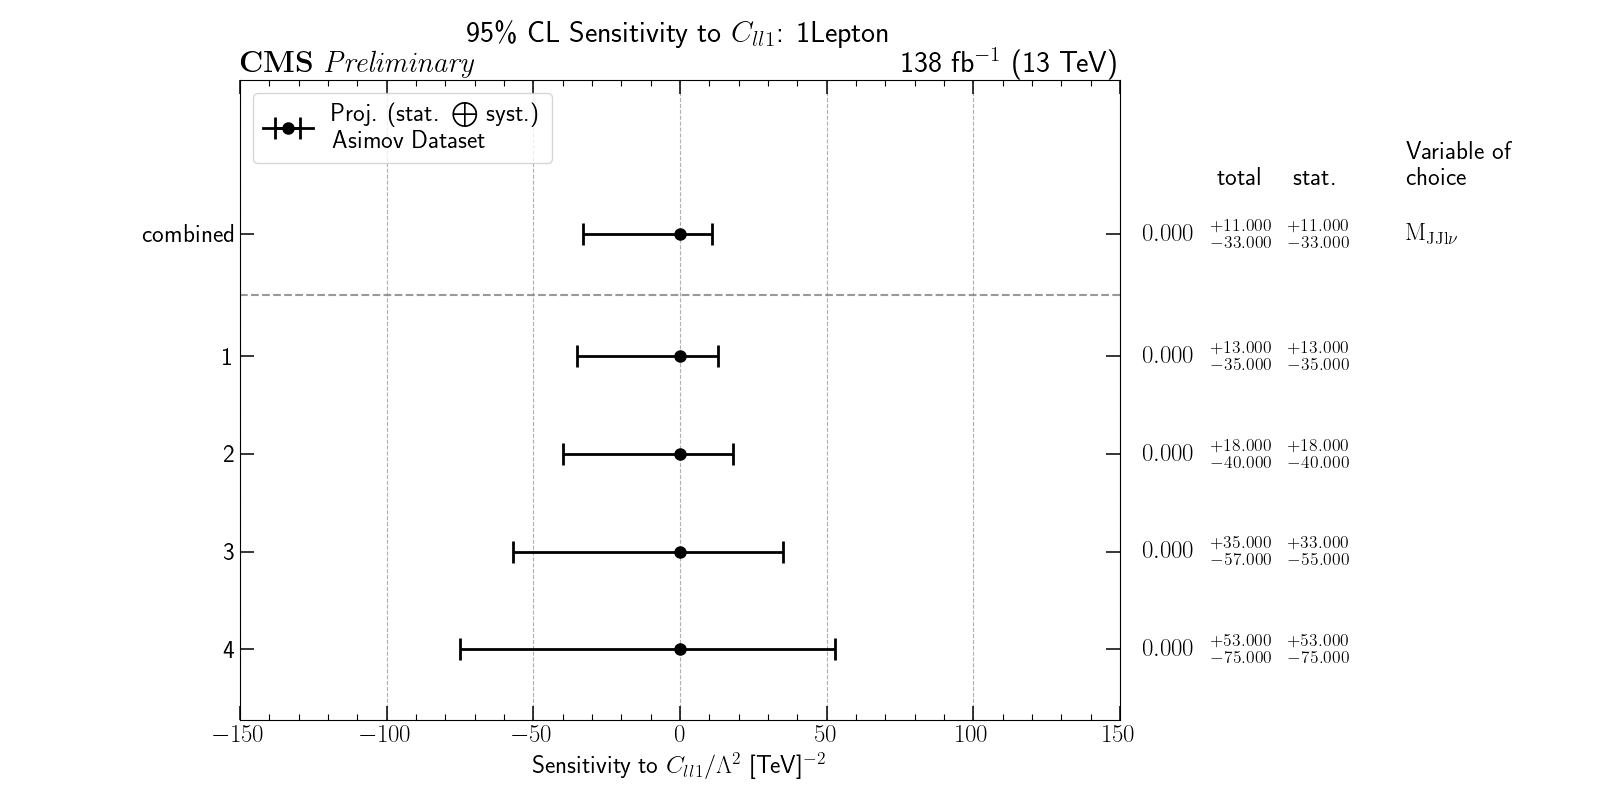 95% CL Sensitivity to C_{ll1}: 1Lepton
CMS Preliminary 138 fb^{−1} (13 TeV)
Proj. (stat. ⨁ syst.)
Asimov Dataset
Variable of
total stat. choice
combined 0.000 +11.000 −33.000 +11.000 −33.000 M_{JJlν}
1 0.000 +13.000 −35.000 +13.000 −35.000
2 0.000 +18.000 −40.000 +18.000 −40.000
3 0.000 +35.000 −57.000 +33.000 −55.000
4 0.000 +53.000 −75.000 +53.000 −75.000
−150 −100 −50 0 50 100 150
Sensitivity to C_{ll1}/Λ^2 [TeV]^{−2}